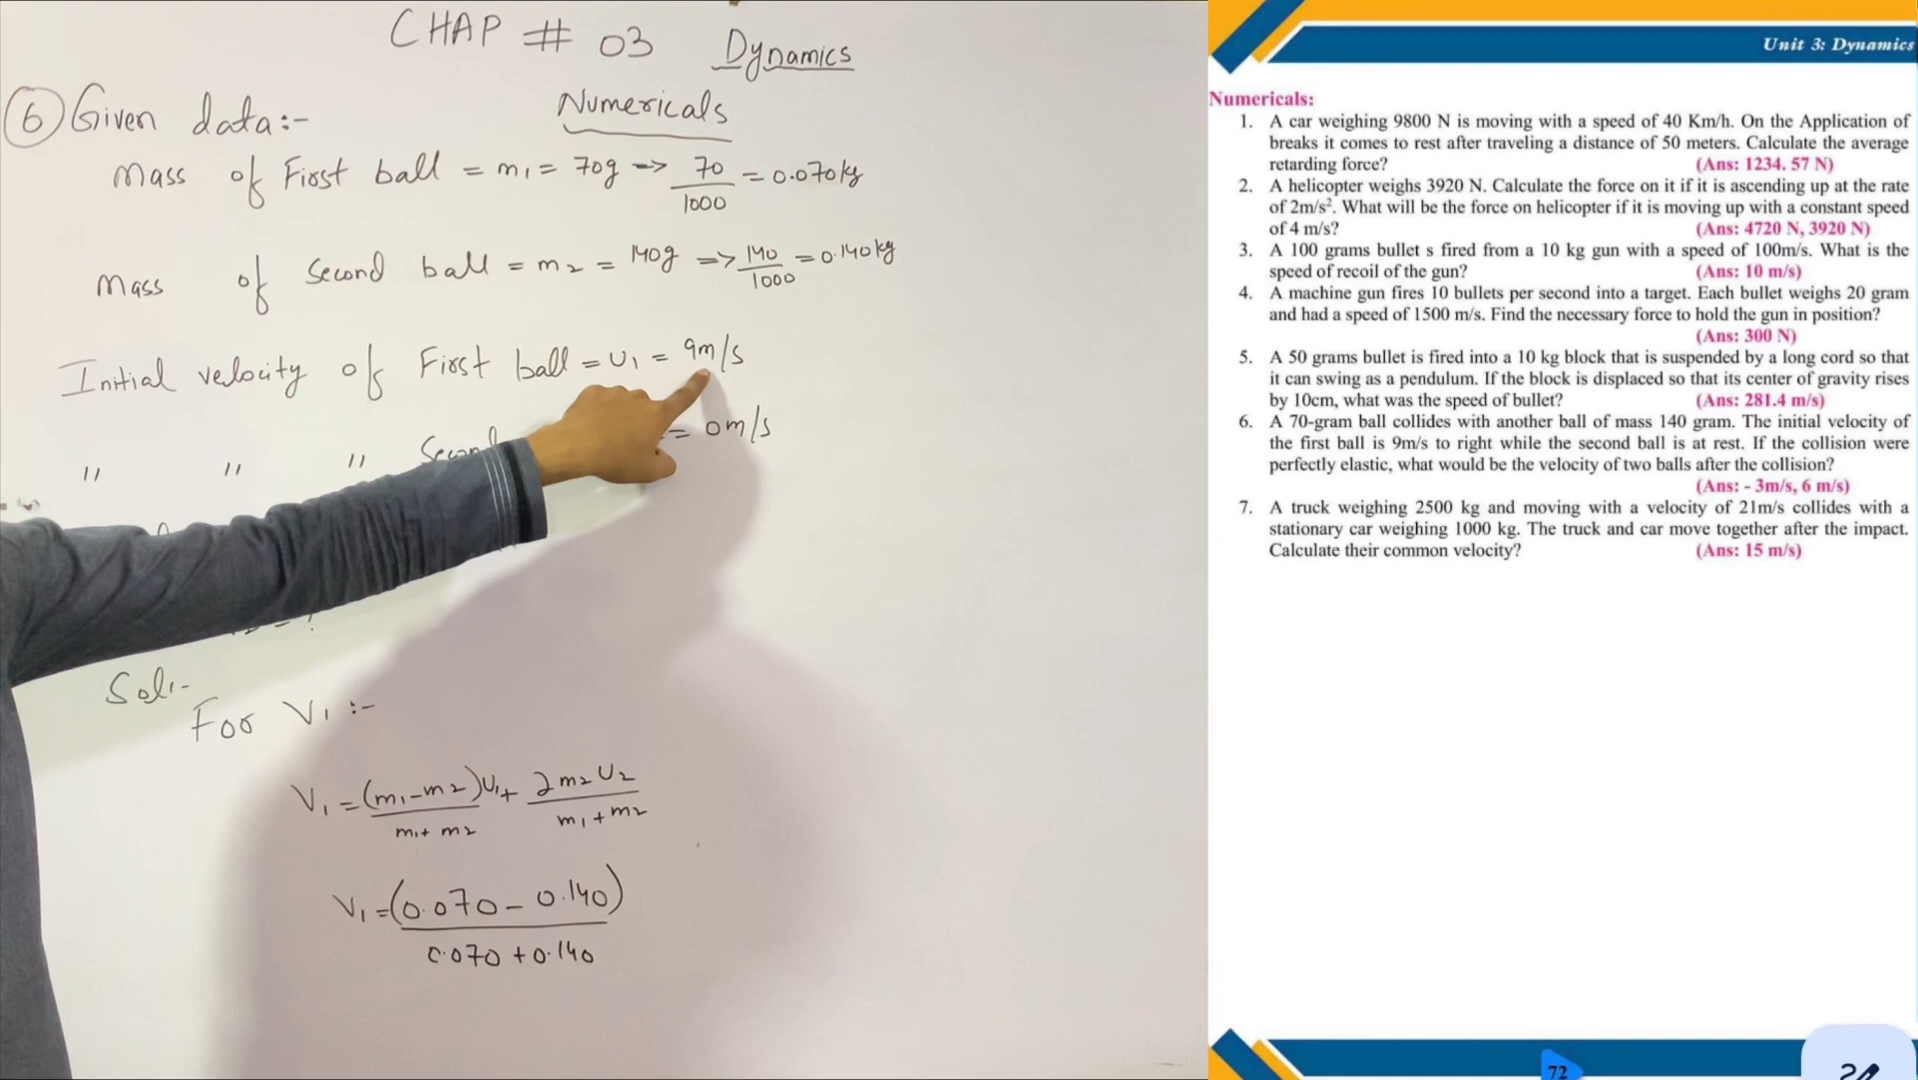 CHAP # 03 Dynamics
Numericals
6 Given data:-
Mass of First ball = m₁ = 70g → 70/1000 = 0.070kg
Mass of Second ball = m₂ = 140g → 140/1000 = 0.140kg
Initial velocity of First ball = U₁ = 9m/s
" " " Second = 0m/s
= ?
Sol:-
For V₁ :-
V₁ = (m₁-m₂)U₁/m₁+m₂ + 2m₂U₂/m₁+m₂
V₁ = (0.070 - 0.140)/0.070 + 0.140
Unit 3: Dynamics
Numericals:
1. A car weighing 9800 N is moving with a speed of 40 Km/h. On the Application of
breaks it comes to rest after traveling a distance of 50 meters. Calculate the average
retarding force? (Ans: 1234. 57 N)
2. A helicopter weighs 3920 N. Calculate the force on it if it is ascending up at the rate
of 2m/s². What will be the force on helicopter if it is moving up with a constant speed
of 4 m/s? (Ans: 4720 N, 3920 N)
3. A 100 grams bullet s fired from a 10 kg gun with a speed of 100m/s. What is the
speed of recoil of the gun? (Ans: 10 m/s)
4. A machine gun fires 10 bullets per second into a target. Each bullet weighs 20 gram
and had a speed of 1500 m/s. Find the necessary force to hold the gun in position?
(Ans: 300 N)
5. A 50 grams bullet is fired into a 10 kg block that is suspended by a long cord so that
it can swing as a pendulum. If the block is displaced so that its center of gravity rises
by 10cm, what was the speed of bullet? (Ans: 281.4 m/s)
6. A 70-gram ball collides with another ball of mass 140 gram. The initial velocity of
the first ball is 9m/s to right while the second ball is at rest. If the collision were
perfectly elastic, what would be the velocity of two balls after the collision?
(Ans: - 3m/s, 6 m/s)
7. A truck weighing 2500 kg and moving with a velocity of 21m/s collides with a
stationary car weighing 1000 kg. The truck and car move together after the impact.
Calculate their common velocity? (Ans: 15 m/s)
72